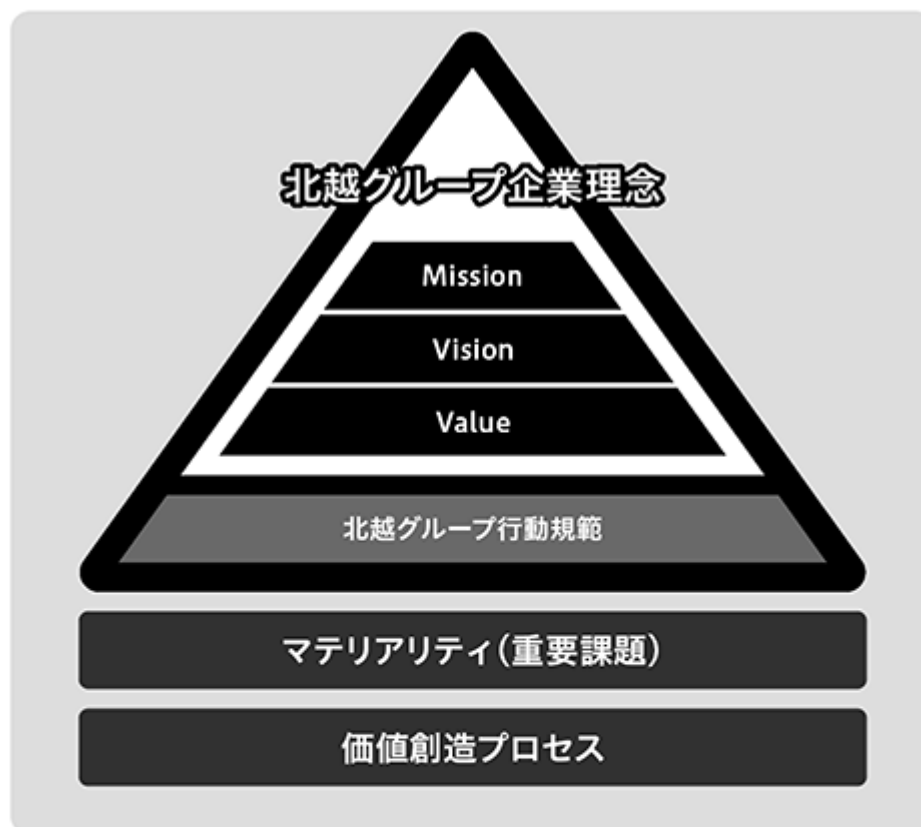 北越グループ企業理念
Mission
Vision
Value
北越グループ行動規範
マテリアリティ(重要課題)
価値創造プロセス